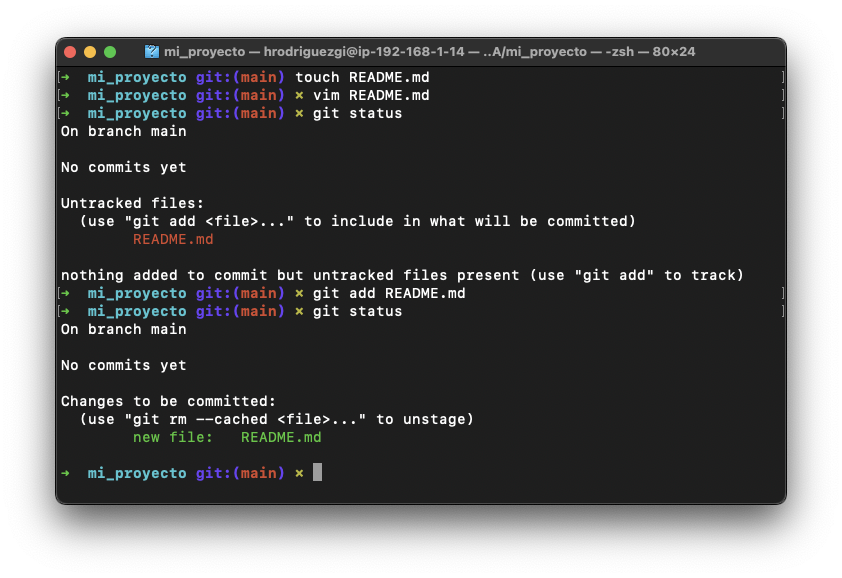 mi_proyecto — hrodriguezgi@ip-192-168-1-14 — ..A/mi_proyecto — -zsh — 80×24
[➜  mi_proyecto git:(main) touch README.md ]
[➜  mi_proyecto git:(main) × vim README.md ]
[➜  mi_proyecto git:(main) × git status ]
On branch main
No commits yet
Untracked files:
  (use "git add <file>..." to include in what will be committed)
        README.md
nothing added to commit but untracked files present (use "git add" to track)
[➜  mi_proyecto git:(main) × git add README.md ]
[➜  mi_proyecto git:(main) × git status ]
On branch main
No commits yet
Changes to be committed:
  (use "git rm --cached <file>..." to unstage)
        new file:   README.md
➜  mi_proyecto git:(main) ×